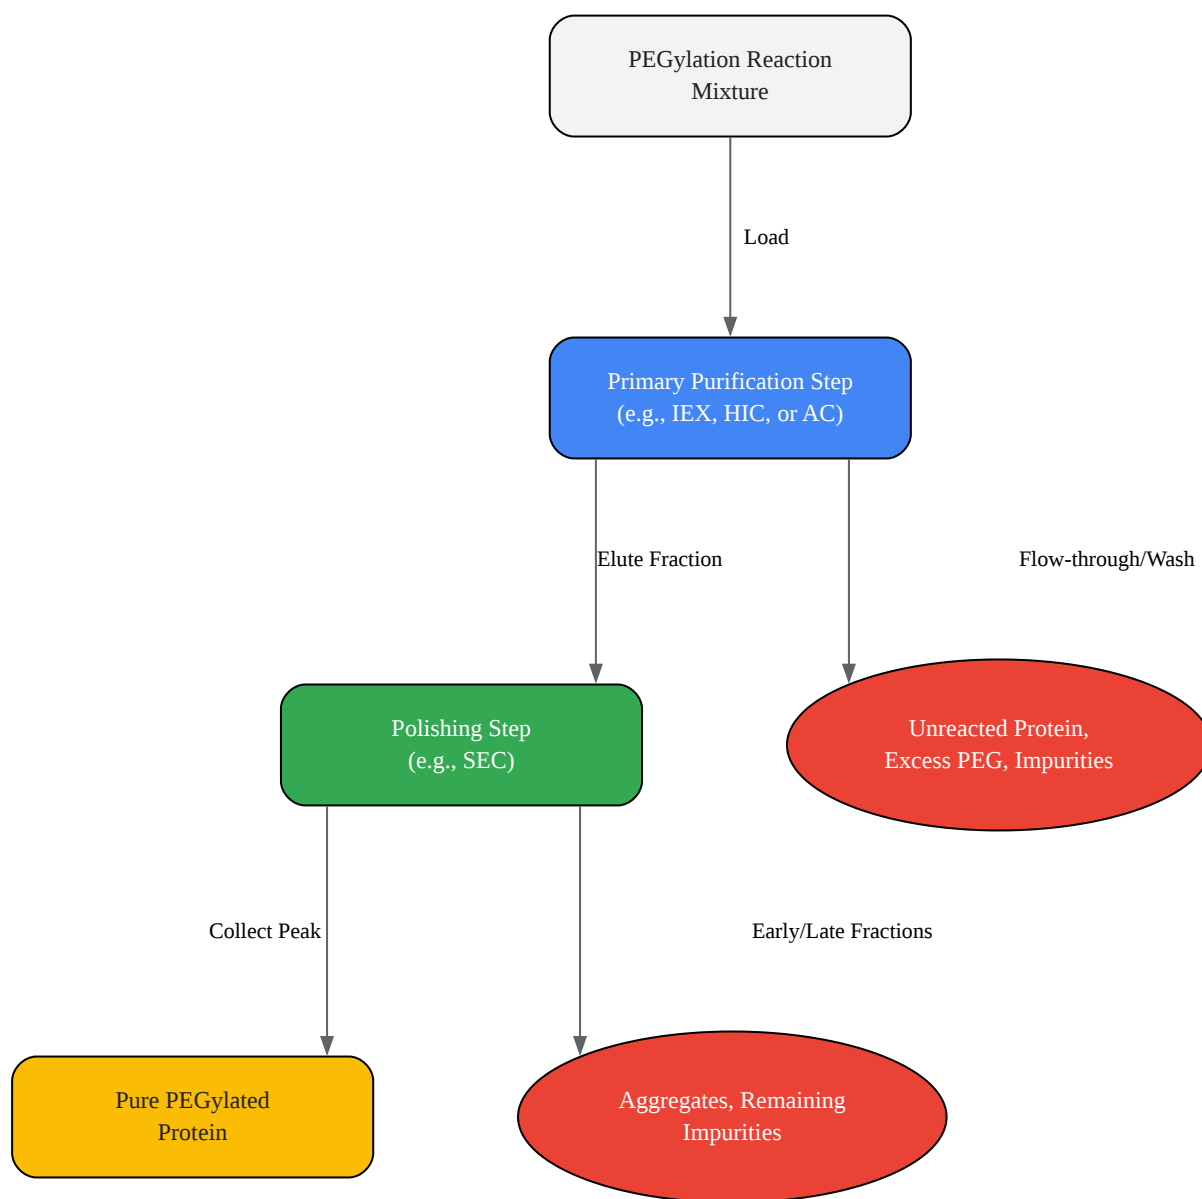 PEGylation Reaction
Mixture
Load
Primary Purification Step
(e.g., IEX, HIC, or AC)
Elute Fraction
Flow-through/Wash
Polishing Step
(e.g., SEC)
Unreacted Protein,
Excess PEG, Impurities
Collect Peak
Early/Late Fractions
Pure PEGylated
Protein
Aggregates, Remaining
Impurities